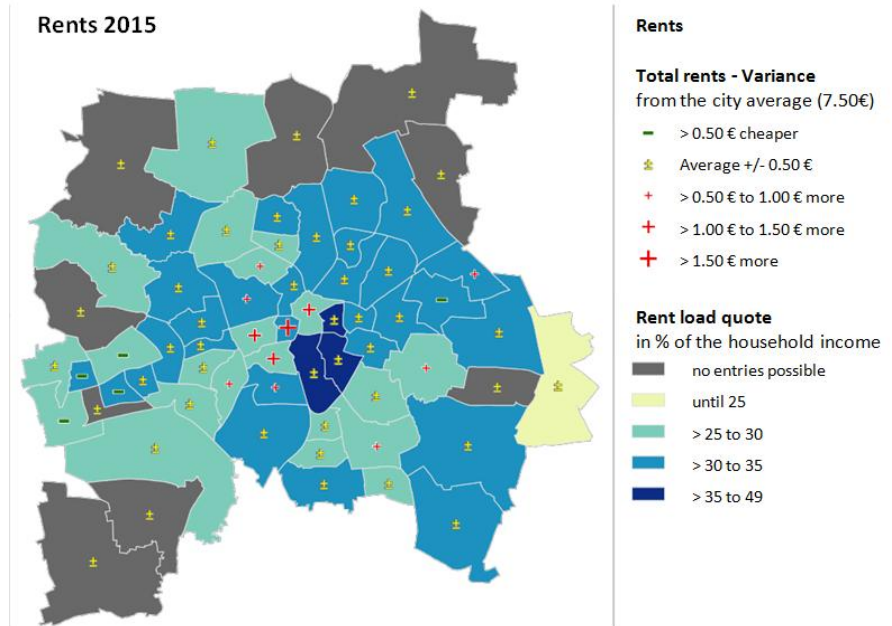 Rents 2015
Rents
Total rents - Variance
from the city average (7.50€)
> 0.50 € cheaper
Average +/- 0.50 €
> 0.50 € to 1.00 € more
> 1.00 € to 1.50 € more
> 1.50 € more
Rent load quote
in % of the household income
no entries possible
until 25
> 25 to 30
> 30 to 35
> 35 to 49